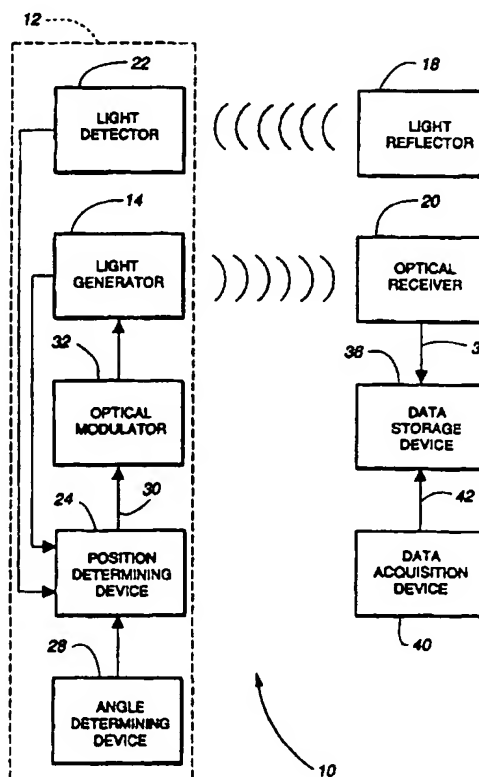 12
22
LIGHT
DETECTOR
18
LIGHT
REFLECTOR
14
LIGHT
GENERATOR
20
OPTICAL
RECEIVER
32
OPTICAL
MODULATOR
38
3
DATA
STORAGE
DEVICE
24
30
42
POSITION
DETERMINING
DEVICE
DATA
ACQUISITION
DEVICE
40
28
ANGLE
DETERMINING
DEVICE
10